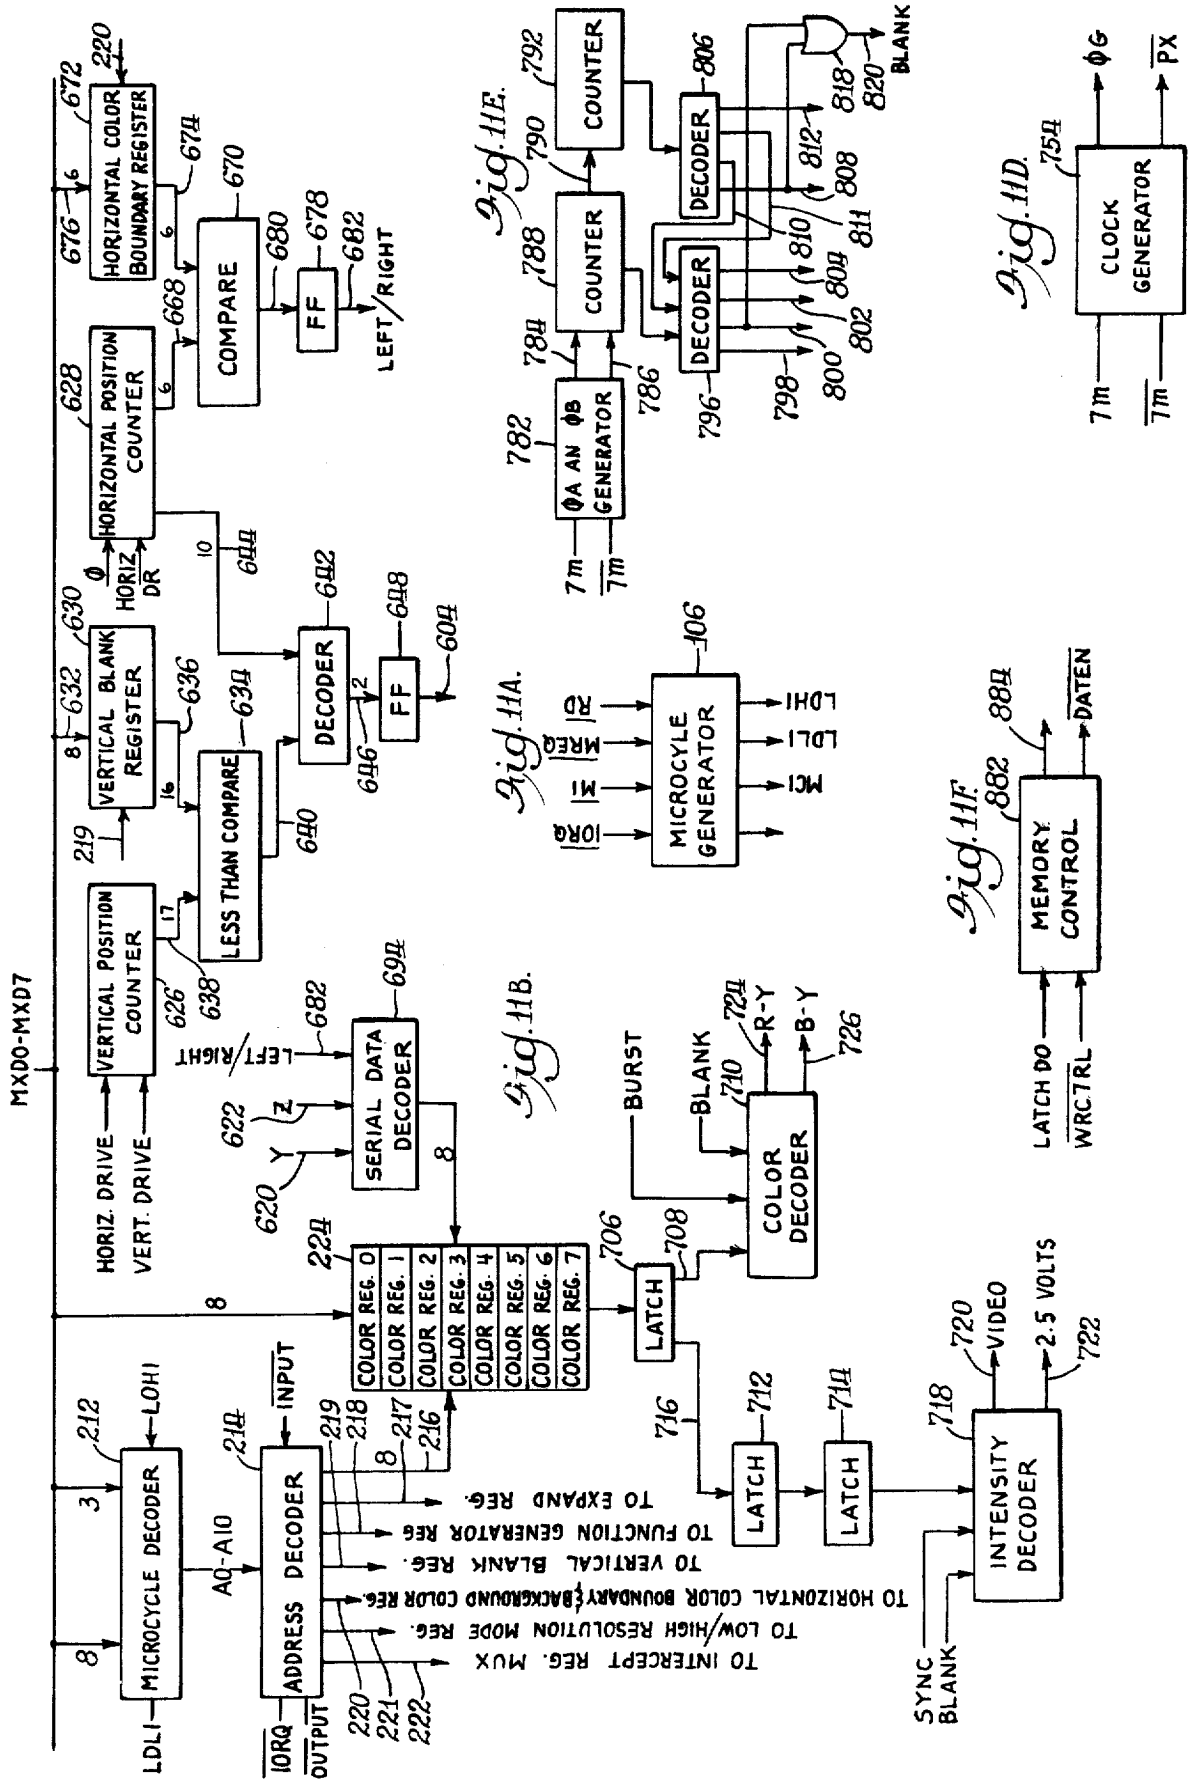 MXD0-MXD7
HORIZ. DRIVE
VERT. DRIVE
VERTICAL POSITION
COUNTER
626
638
17
219
8
632
630
VERTICAL BLANK
REGISTER
636
16
634
LESS THAN COMPARE
640
Φ
HORIZ
DR
628
HORIZONTAL POSITION
COUNTER
10
644
6
668
676
6
672
220
HORIZONTAL COLOR
BOUNDARY REGISTER
674
6
COMPARE
670
680
FF
678
682
LEFT/RIGHT
DECODER
642
646
2
FF
648
604
8
3
212
LDLI
MICROCYCLE DECODER
LOHI
A0-A10
214
IORQ
OUTPUT
ADDRESS DECODER
INPUT
8
219
218
217
216
220
221
222
TO EXPAND REG.
TO FUNCTION GENERATOR REG
TO VERTICAL BLANK REG.
TO HORIZONTAL COLOR BOUNDARY & BACKGROUND COLOR REG.
TO LOW/HIGH RESOLUTION MODE REG.
TO INTERCEPT REG. MUX
8
224
COLOR REG. 0
COLOR REG. 1
COLOR REG. 2
COLOR REG. 3
COLOR REG. 4
COLOR REG. 5
COLOR REG. 6
COLOR REG. 7
Y
620
Z
622
LEFT/RIGHT
682
SERIAL DATA
DECODER
694
8
Fig. 11B.
706
LATCH
708
716
BURST
BLANK
710
COLOR
DECODER
724
R-Y
B-Y
726
LATCH
712
LATCH
714
SYNC
BLANK
718
INTENSITY
DECODER
720
VIDEO
2.5 VOLTS
722
Fig. 11A.
IORQ
M1
MREQ
RD
MICROCYLE
GENERATOR
106
MCI
LDLI
LDHI
Fig. 11E.
7m
7m
782
ΦA AN ΦB
GENERATOR
784
786
788
COUNTER
790
792
COUNTER
796
DECODER
798
800
802
804
806
DECODER
810
811
808
812
818
820
BLANK
Fig. 11F.
LATCH DO
WRC.7RL
MEMORY
CONTROL
882
884
DATEN
Fig. 11D.
7m
7m
CLOCK
GENERATOR
754
ΦG
PX